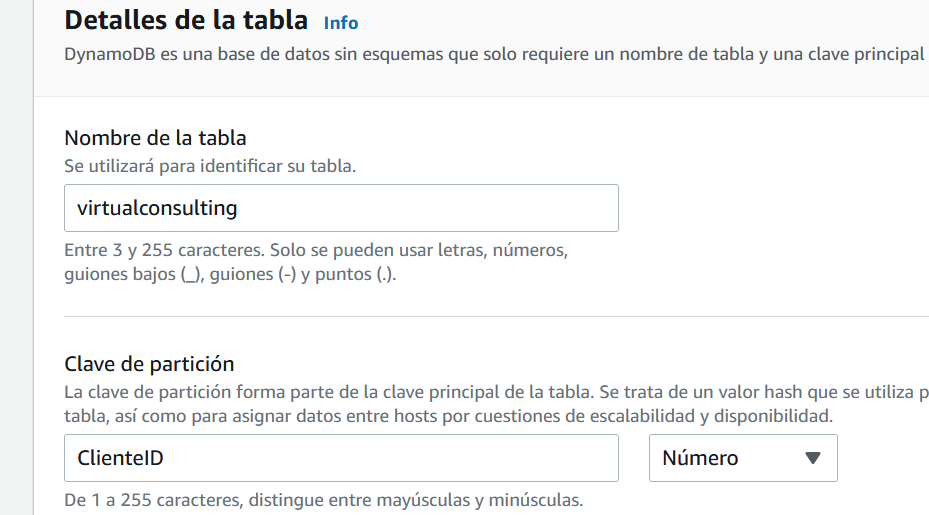 Detalles de la tabla Info
DynamoDB es una base de datos sin esquemas que solo requiere un nombre de tabla y una clave principal
Nombre de la tabla
Se utilizará para identificar su tabla.
virtualconsulting
Entre 3 y 255 caracteres. Solo se pueden usar letras, números,
guiones bajos (_), guiones (-) y puntos (.).
Clave de partición
La clave de partición forma parte de la clave principal de la tabla. Se trata de un valor hash que se utiliza p
tabla, así como para asignar datos entre hosts por cuestiones de escalabilidad y disponibilidad.
ClienteID Número
De 1 a 255 caracteres, distingue entre mayúsculas y minúsculas.